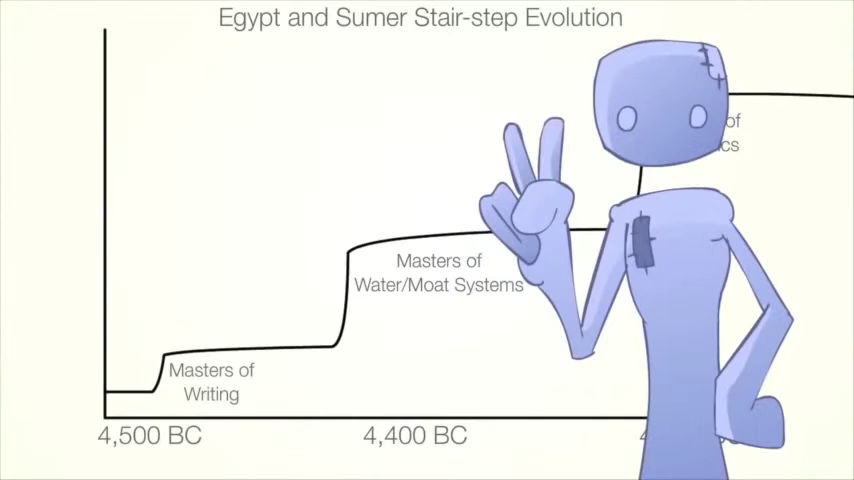 Egypt and Sumer Stair-step Evolution
of
Masters of
Water/Moat Systems
Masters of
Writing
4,500 BC
4,400 BC